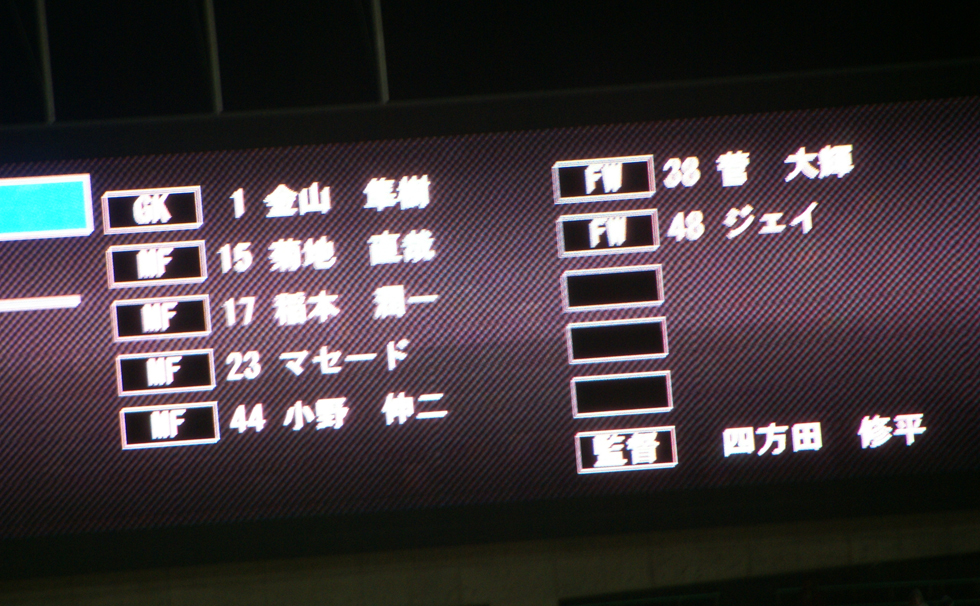 GK 1 金山 隼樹
MF 15 菊地 直哉
MF 17 稲本 潤一
MF 23 マセード
MF 44 小野 伸二
FW 38 菅 大輝
FW 48 ジェイ
監督 四方田 修平